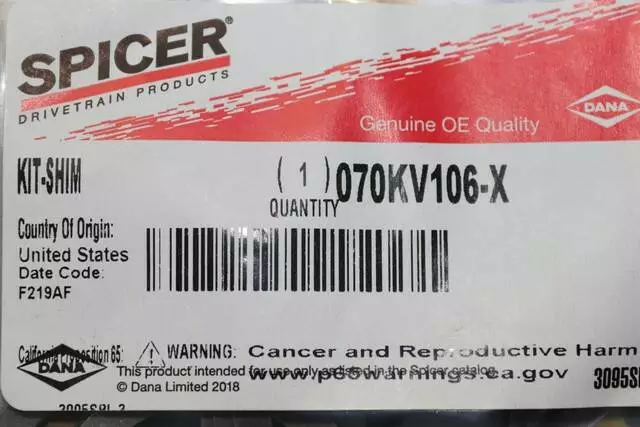 SPICER®
DRIVETRAIN PRODUCTS
Genuine OE Quality
DANA
KIT-SHIM
( 1 ) 070KV106-X
QUANTITY
Country Of Origin:
United States
Date Code:
F219AF
California Proposition 65:
WARNING: Cancer and Reproductive Harm
DANA
This product intended for use only as listed in the Spicer catalog.
www.p65warnings.ca.gov
© Dana Limited 2018